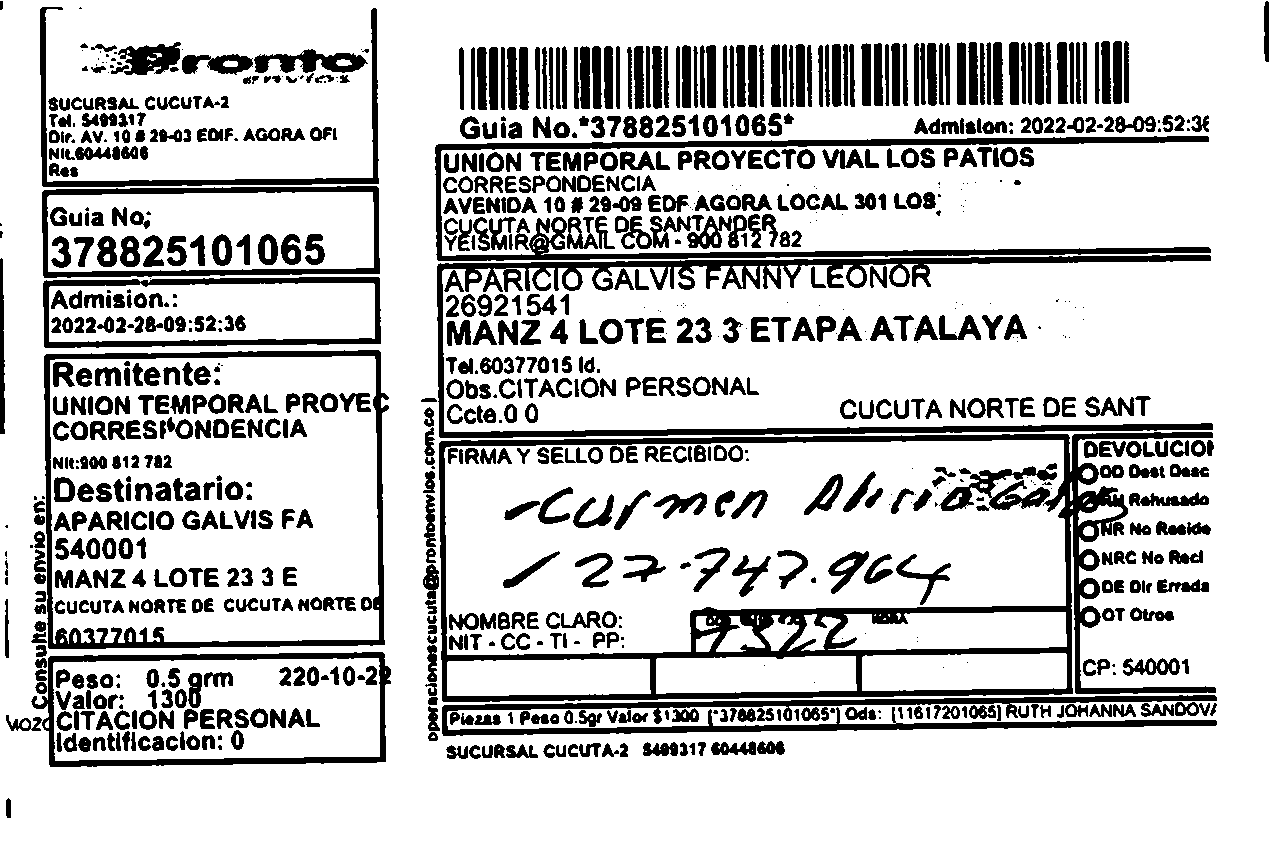 Pronto
envios
SUCURSAL CUCUTA-2
Tel. 5499317
Dir. AV. 10 # 29-03 EDIF. AGORA OFI
Nit.60448606
Res
Guia No;
378825101065
Admision.:
2022-02-28-09:52:36
Remitente:
UNION TEMPORAL PROYEC
CORRESPONDENCIA
Nit:900 812 782
Destinatario:
APARICIO GALVIS FA
540001
MANZ 4 LOTE 23 3 E
CUCUTA NORTE DE CUCUTA NORTE DE
60377015
Peso: 0.5 grm 220-10-22
Valor: 1300
CITACION PERSONAL
Identificacion: 0
Consulte su envio en:
Guia No.*378825101065* Admision: 2022-02-28-09:52:36
UNION TEMPORAL PROYECTO VIAL LOS PATIOS
CORRESPONDENCIA
AVENIDA 10 # 29-09 EDF AGORA LOCAL 301 LOS
CUCUTA NORTE DE SANTANDER
YEISMIR@GMAIL COM - 900 812 782
APARICIO GALVIS FANNY LEONOR
26921541
MANZ 4 LOTE 23 3 ETAPA ATALAYA
Tel.60377015 Id.
Obs.CITACION PERSONAL
Ccte.0 0 CUCUTA NORTE DE SANT
operacionescucuta@prontoenvios.com.co
FIRMA Y SELLO DE RECIBIDO:
Carmen Alicia
27.747.964
NOMBRE CLARO:
NIT - CC - TI - PP:
HORA
7 3 22
DEVOLUCION
DD Dest Desc
RH Rehusado
NR No Reside
NRC No Recl
DE Dir Errada
OT Otros
CP: 540001
Piezas 1 Peso 0.5gr Valor $1300 [*378825101065*] Ods: [11617201065] RUTH JOHANNA SANDOVA
SUCURSAL CUCUTA-2 5499317 60448606